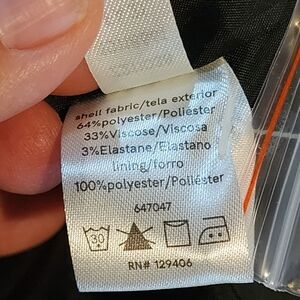 shell fabric/tela exterior
64%polyester/Poliéster
33%Viscose/Viscosa
3%Elastane/Elastano
lining/forro
100%polyester/Poliéster
647047
30
RN# 129406